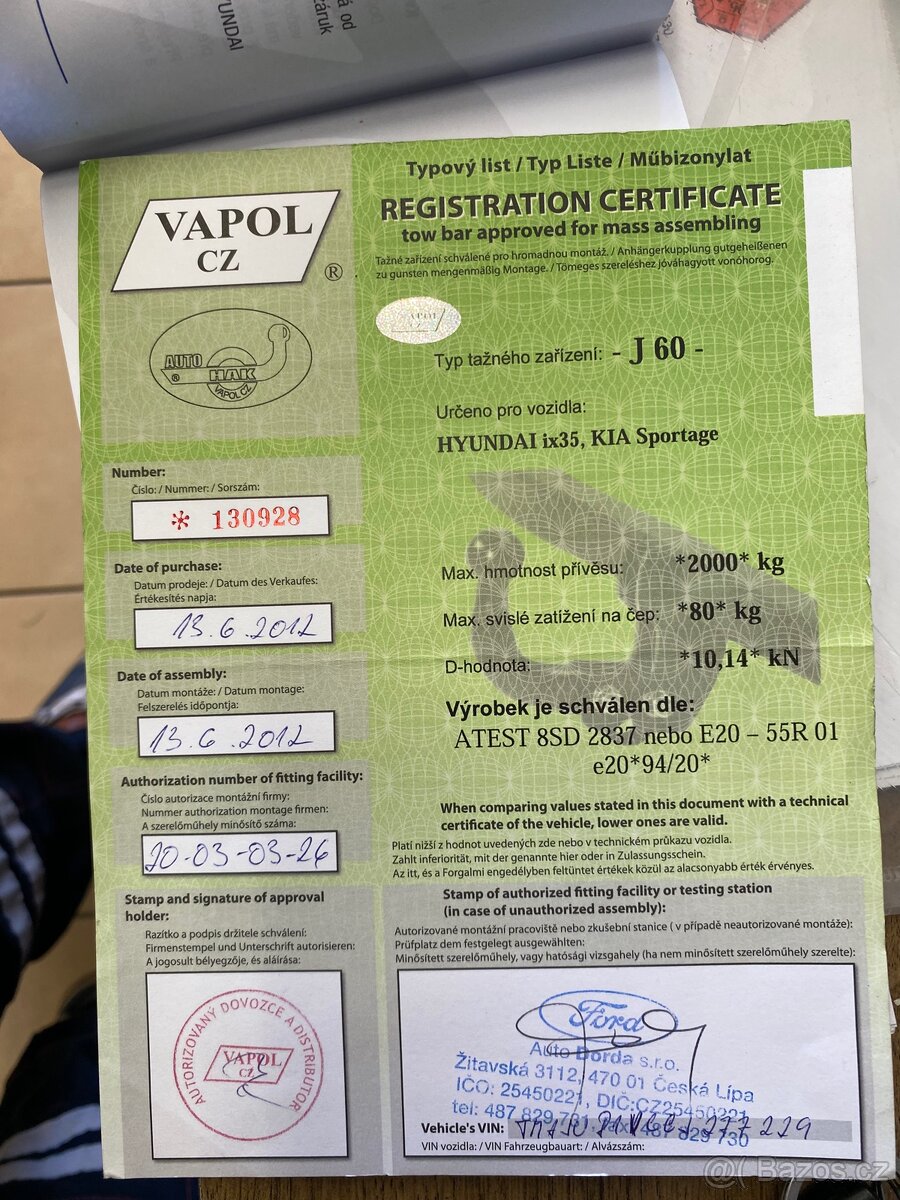 á od
záruk
HYUNDAI
VAPOL
CZ
®
AUTO
HAK
®
VAPOL CZ
Typový list / Typ Liste / Műbizonylat
REGISTRATION CERTIFICATE
tow bar approved for mass assembling
Tažné zařízení schválené pro hromadnou montáž. / Anhängerkupplung gutgeheißenen
zu gunsten mengenmäßig Montage. / Tömeges szereléshez jóváhagyott vonóhorog.
VAPOL
CZ
Typ tažného zařízení: - J 60 -
Určeno pro vozidla:
HYUNDAI ix35, KIA Sportage
Number:
Číslo: / Nummer: / Sorszám:
* 130928
Date of purchase:
Datum prodeje: / Datum des Verkaufes:
Értékesítés napja:
13.6.2012
Date of assembly:
Datum montáže: / Datum montage:
Felszerelés időpontja:
13.6.2012
Authorization number of fitting facility:
Číslo autorizace montážní firmy:
Nummer authorization montage firmen:
A szerelőműhely minősítő száma:
20-03-03-26
Max. hmotnost přívěsu: *2000* kg
Max. svislé zatížení na čep: *80* kg
D-hodnota: *10,14* kN
Výrobek je schválen dle:
ATEST 8SD 2837 nebo E20 – 55R 01
e20*94/20*
When comparing values stated in this document with a technical
certificate of the vehicle, lower ones are valid.
Platí nižší z hodnot uvedených zde nebo v technickém průkazu vozidla.
Zahlt inferiorität, mit der genannte hier oder in Zulassungsschein.
Az itt, és a Forgalmi engedélyben feltüntet értékek közül az alacsonyabb érték érvényes.
Stamp and signature of approval
holder:
Razítko a podpis držitele schválení:
Firmenstempel und Unterschrift autorisieren:
A jogosult bélyegzője, és aláírása:
AUTORIZOVANÝ DOVOZCE A DISTRIBUTOR
VAPOL
CZ
Stamp of authorized fitting facility or testing station
(in case of unauthorized assembly):
Autorizované montážní pracoviště nebo zkušební stanice ( v případě neautorizované montáže):
Prüfplatz dem festgelegt ausgewählten:
Minősített szerelőműhely, vagy hatósági vizsgahely (ha nem minősített szerelőműhely szerelte):
Ford
Auto Dorda s.r.o.
Žitavská 3112, 470 01 Česká Lípa
IČO: 25450221, DIČ:CZ25450221
tel: 487 829 487 829 730
Vehicle's VIN:
VIN vozidla: / VIN Fahrzeugbauart: / Alvázszám:
@( Bazos.cz